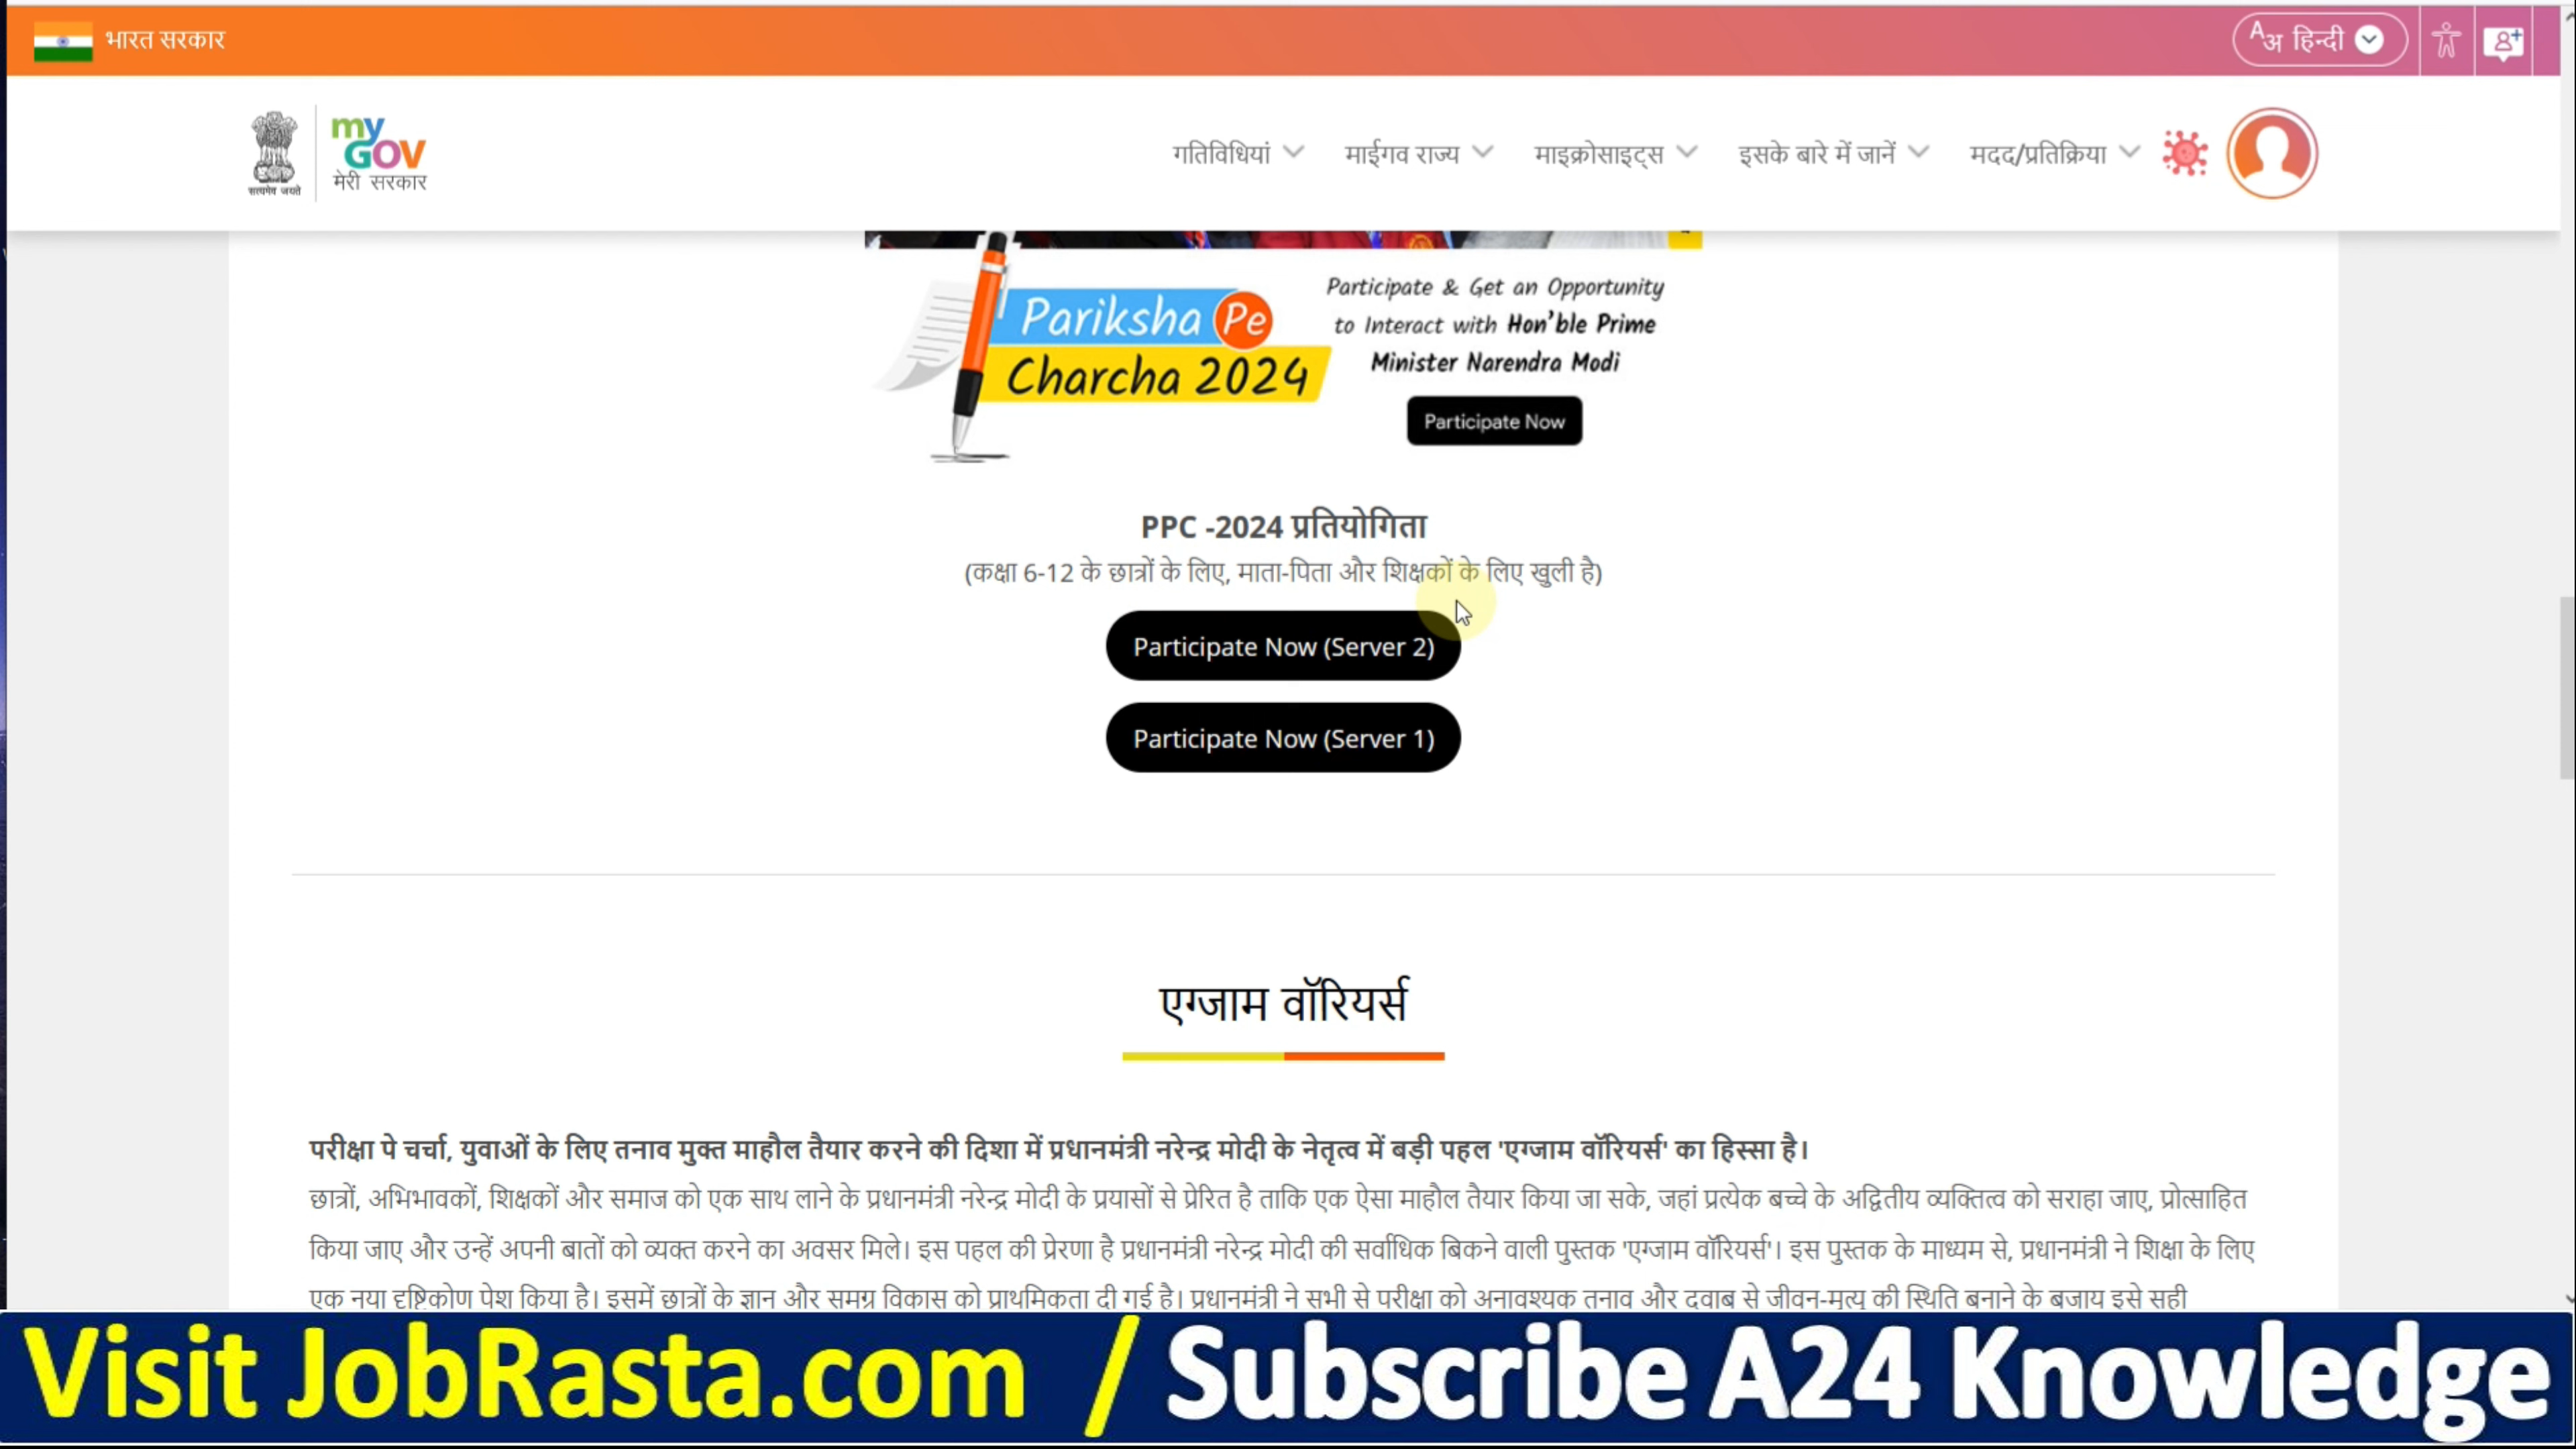 भारत सरकार
Aअ हिन्दी
सत्यमेव जयते
my
GOV
मेरी सरकार
गतिविधियां माईगव राज्य माइक्रोसाइट्स इसके बारे में जानें मदद/प्रतिक्रिया
Pariksha Pe
Charcha 2024
Participate & Get an Opportunity
to Interact with Hon'ble Prime
Minister Narendra Modi
Participate Now
PPC -2024 प्रतियोगिता
(कक्षा 6-12 के छात्रों के लिए, माता-पिता और शिक्षकों के लिए खुली है)
Participate Now (Server 2)
Participate Now (Server 1)
एग्जाम वॉरियर्स
परीक्षा पे चर्चा, युवाओं के लिए तनाव मुक्त माहौल तैयार करने की दिशा में प्रधानमंत्री नरेन्द्र मोदी के नेतृत्व में बड़ी पहल 'एग्जाम वॉरियर्स' का हिस्सा है।
छात्रों, अभिभावकों, शिक्षकों और समाज को एक साथ लाने के प्रधानमंत्री नरेन्द्र मोदी के प्रयासों से प्रेरित है ताकि एक ऐसा माहौल तैयार किया जा सके, जहां प्रत्येक बच्चे के अद्वितीय व्यक्तित्व को सराहा जाए, प्रोत्साहित
किया जाए और उन्हें अपनी बातों को व्यक्त करने का अवसर मिले। इस पहल की प्रेरणा है प्रधानमंत्री नरेन्द्र मोदी की सर्वाधिक बिकने वाली पुस्तक 'एग्जाम वॉरियर्स'। इस पुस्तक के माध्यम से, प्रधानमंत्री ने शिक्षा के लिए
एक नया दृष्टिकोण पेश किया है। इसमें छात्रों के ज्ञान और समग्र विकास को प्राथमिकता दी गई है। प्रधानमंत्री ने सभी से परीक्षा को अनावश्यक तनाव और दवाब से जीवन-मृत्यु की स्थिति बनाने के बजाय इसे सही
Visit JobRasta.com / Subscribe A24 Knowledge